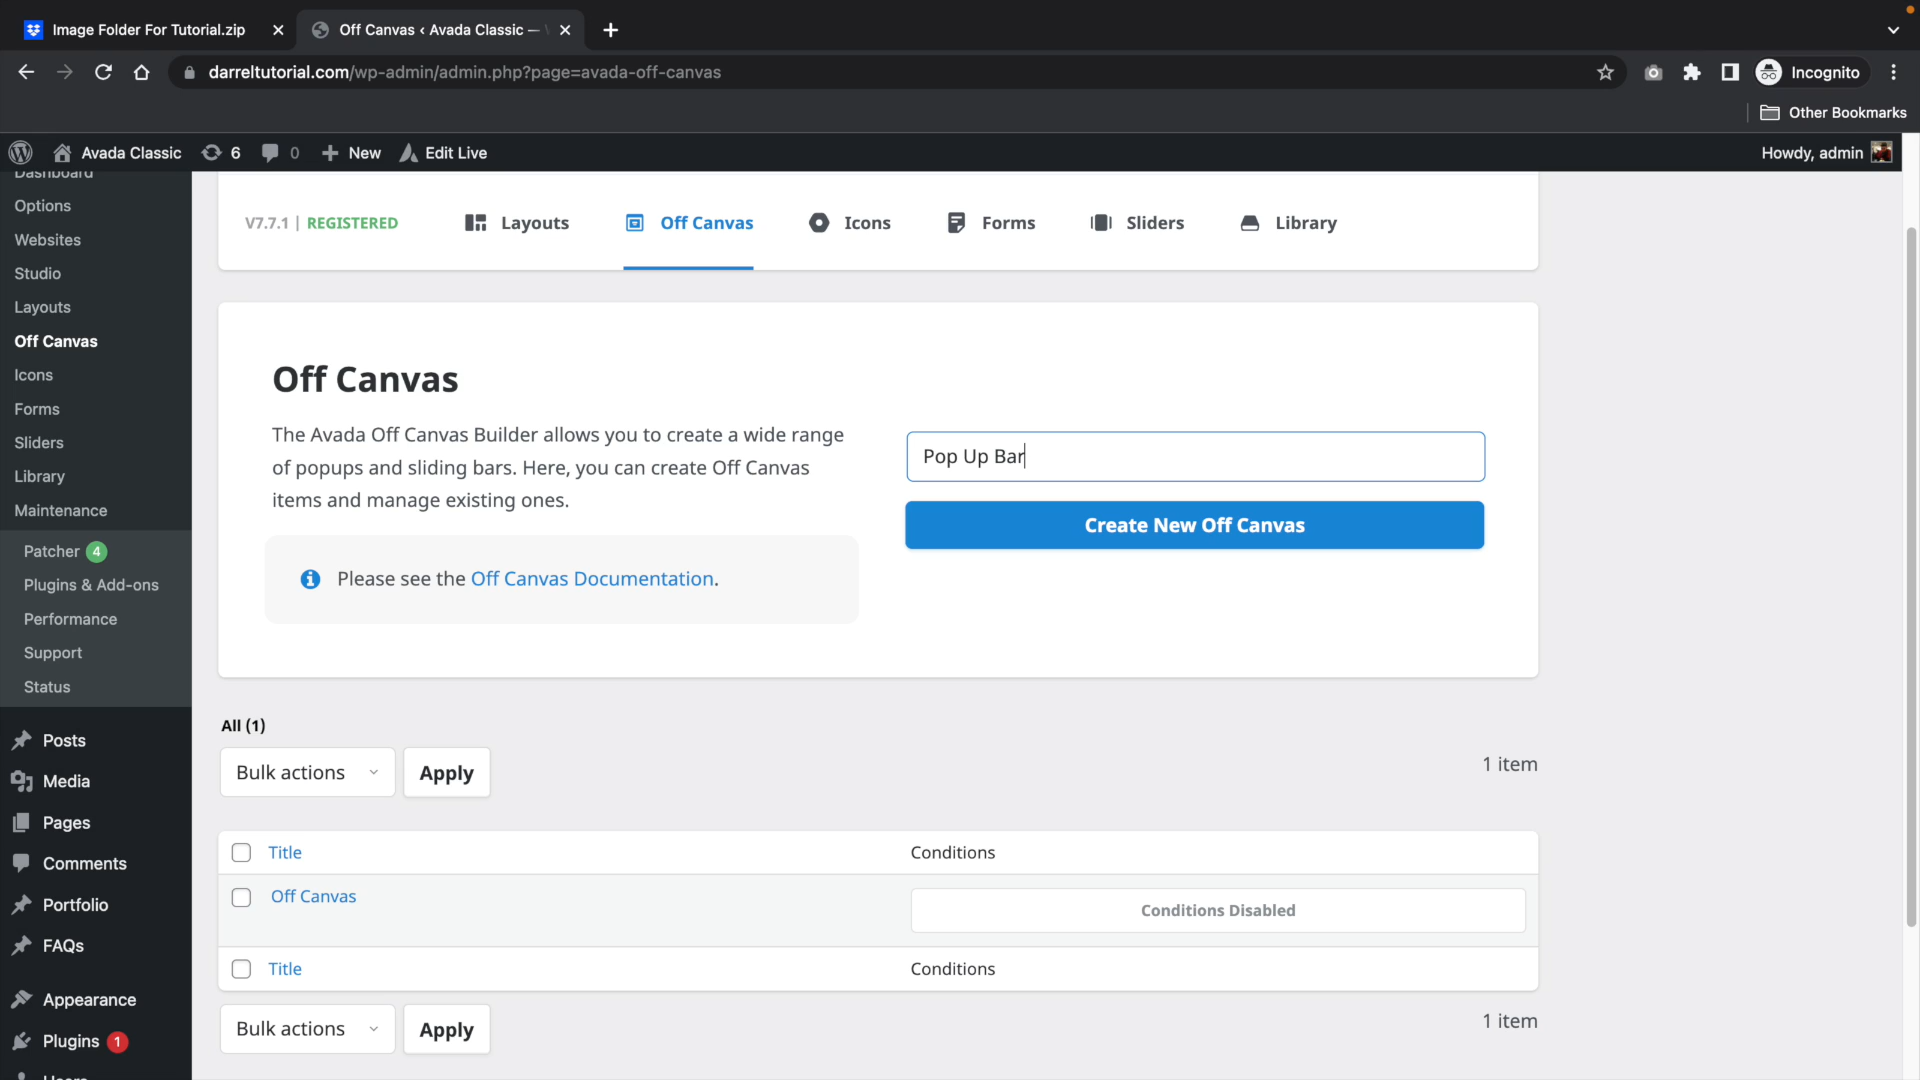 Image Folder For Tutorial.zip
Off Canvas ‹ Avada Classic —
darreltutorial.com/wp-admin/admin.php?page=avada-off-canvas
Incognito
Other Bookmarks
Avada Classic
6
0
New
Edit Live
Howdy, admin
Dashboard
Options
Websites
Studio
Layouts
Off Canvas
Icons
Forms
Sliders
Library
Maintenance
Patcher 4
Plugins & Add-ons
Performance
Support
Status
Posts
Media
Pages
Comments
Portfolio
FAQs
Appearance
Plugins 1
Users
V7.7.1 | REGISTERED
Layouts
Off Canvas
Icons
Forms
Sliders
Library
Off Canvas
The Avada Off Canvas Builder allows you to create a wide range
of popups and sliding bars. Here, you can create Off Canvas
items and manage existing ones.
Please see the Off Canvas Documentation.
Pop Up Bar
Create New Off Canvas
All (1)
Bulk actions
Apply
1 item
Title
Conditions
Off Canvas
Conditions Disabled
Title
Conditions
Bulk actions
Apply
1 item